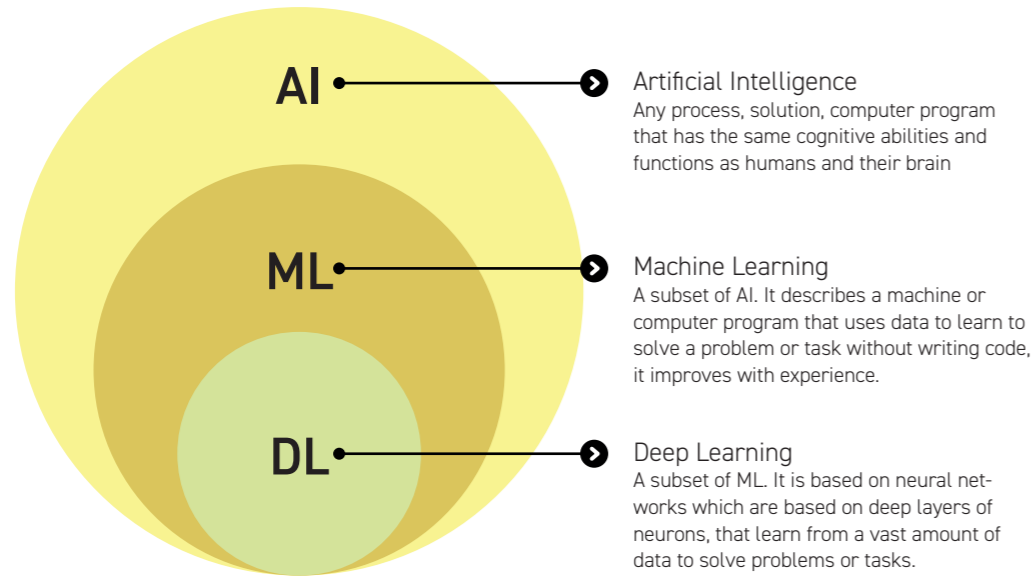 AI
Artificial Intelligence
Any process, solution, computer program
that has the same cognitive abilities and
functions as humans and their brain
ML
Machine Learning
A subset of AI. It describes a machine or
computer program that uses data to learn to
solve a problem or task without writing code,
it improves with experience.
DL
Deep Learning
A subset of ML. It is based on neural net-
works which are based on deep layers of
neurons, that learn from a vast amount of
data to solve problems or tasks.